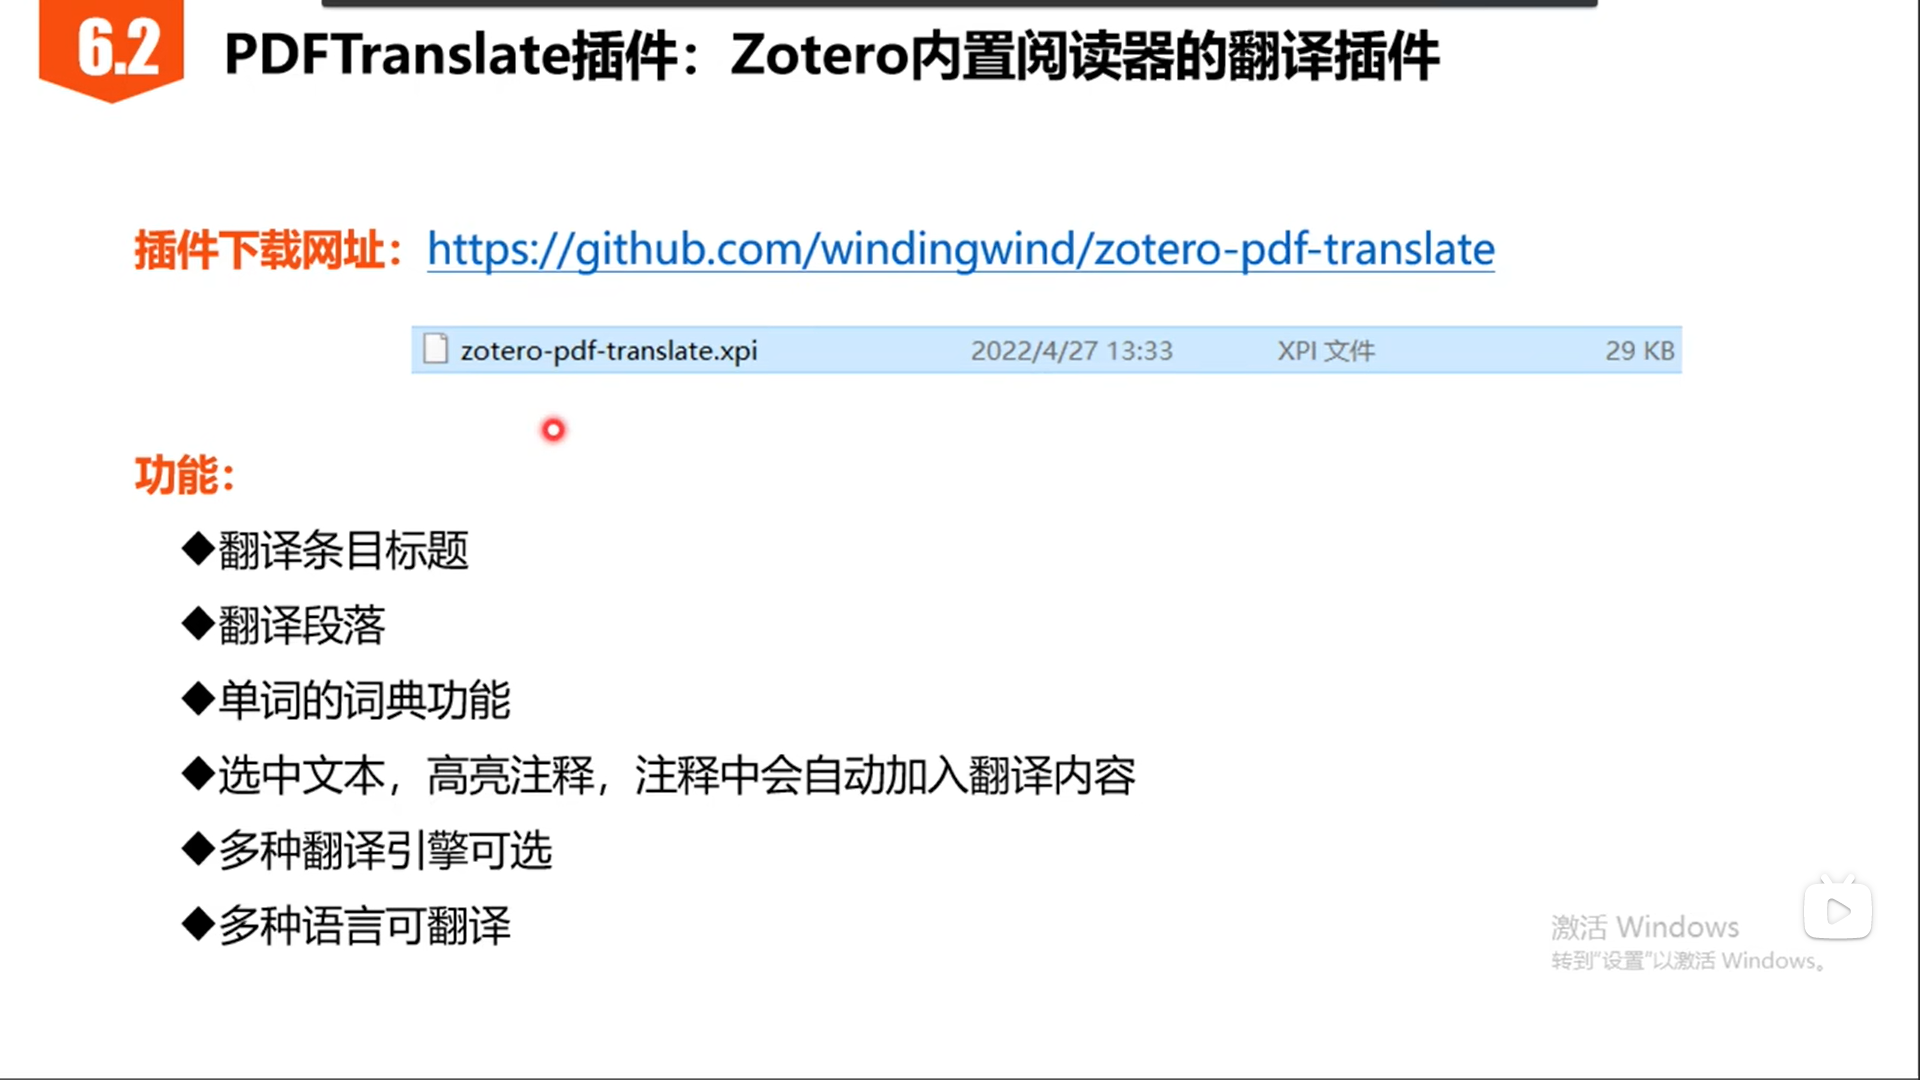 6.2
PDFTranslate插件：Zotero内置阅读器的翻译插件
插件下载网址：https://github.com/windingwind/zotero-pdf-translate
zotero-pdf-translate.xpi 2022/4/27 13:33 XPI 文件 29 KB
功能：
◆翻译条目标题
◆翻译段落
◆单词的词典功能
◆选中文本，高亮注释，注释中会自动加入翻译内容
◆多种翻译引擎可选
◆多种语言可翻译
激活 Windows
转到“设置”以激活 Windows。